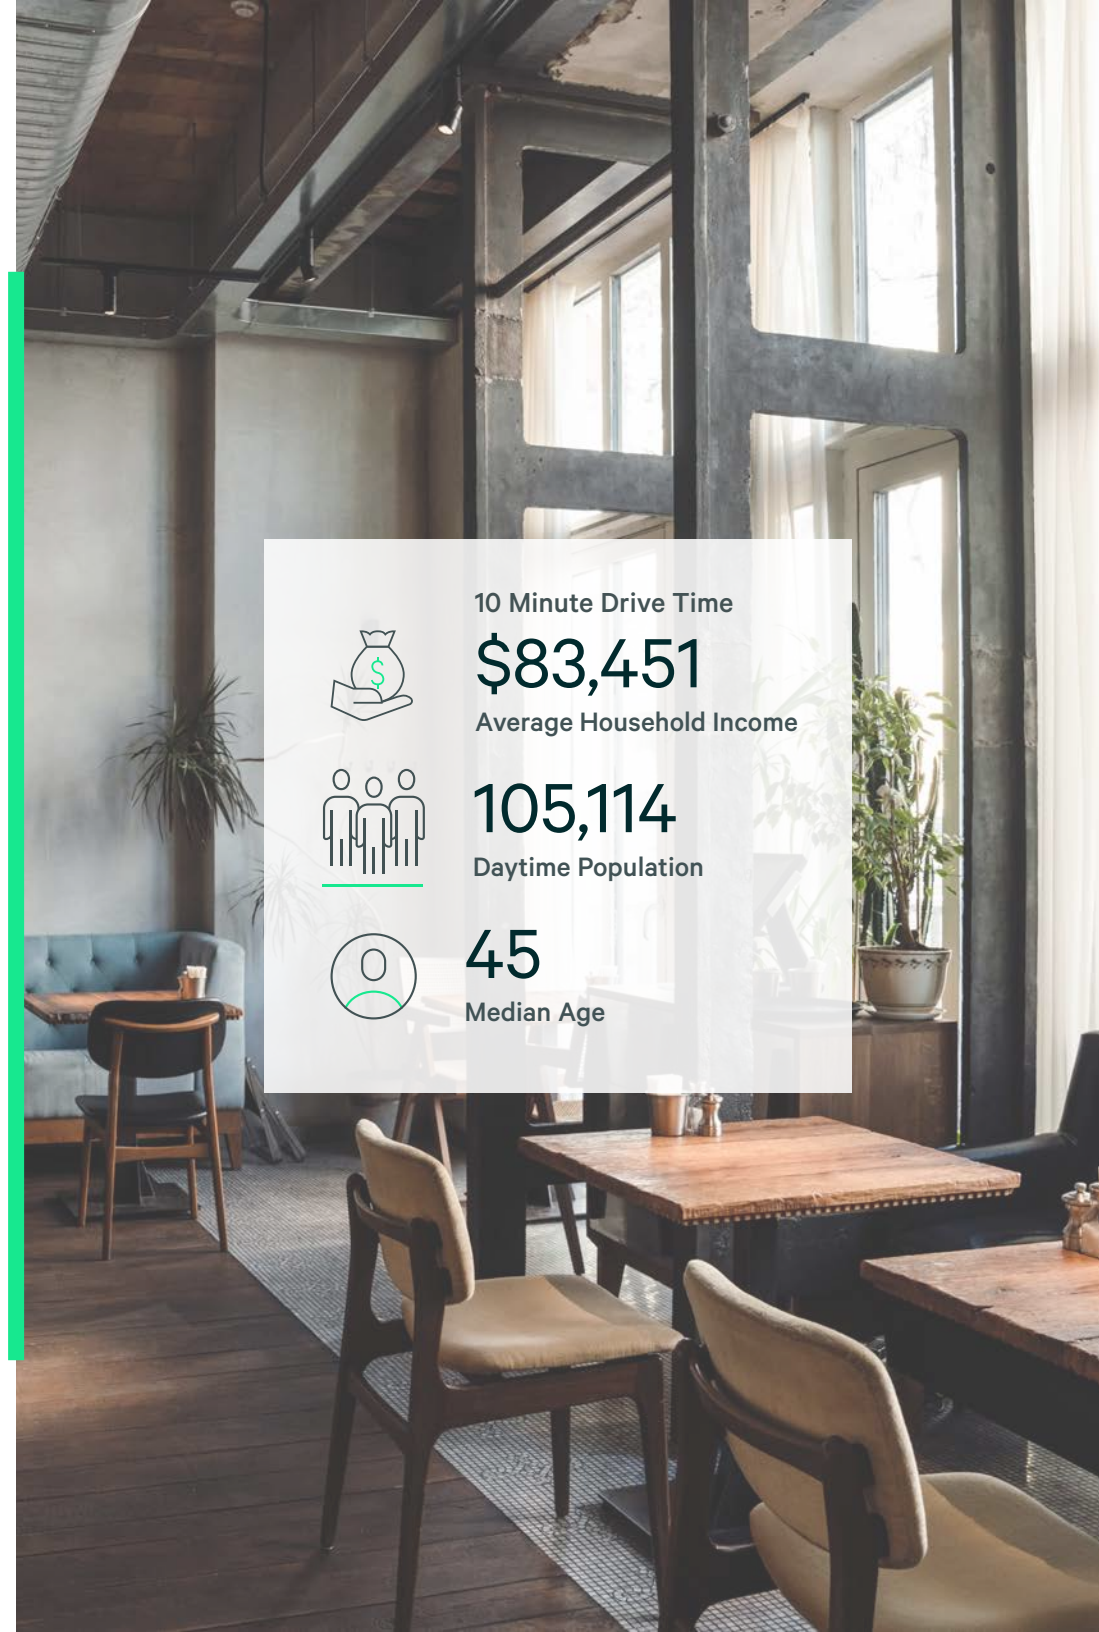 10 Minute Drive Time
$83,451
Average Household Income
105,114
Daytime Population
45
Median Age